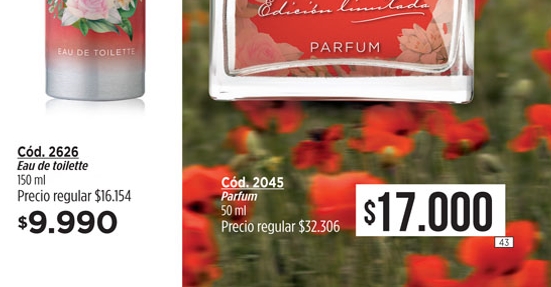 Edición limitada
PARFUM
EAU DE TOILETTE
Cód. 2626
Eau de toilette
150 ml
Precio regular $16.154
$9.990
Cód. 2045
Parfum
50 ml
Precio regular $32.306
$17.000
43